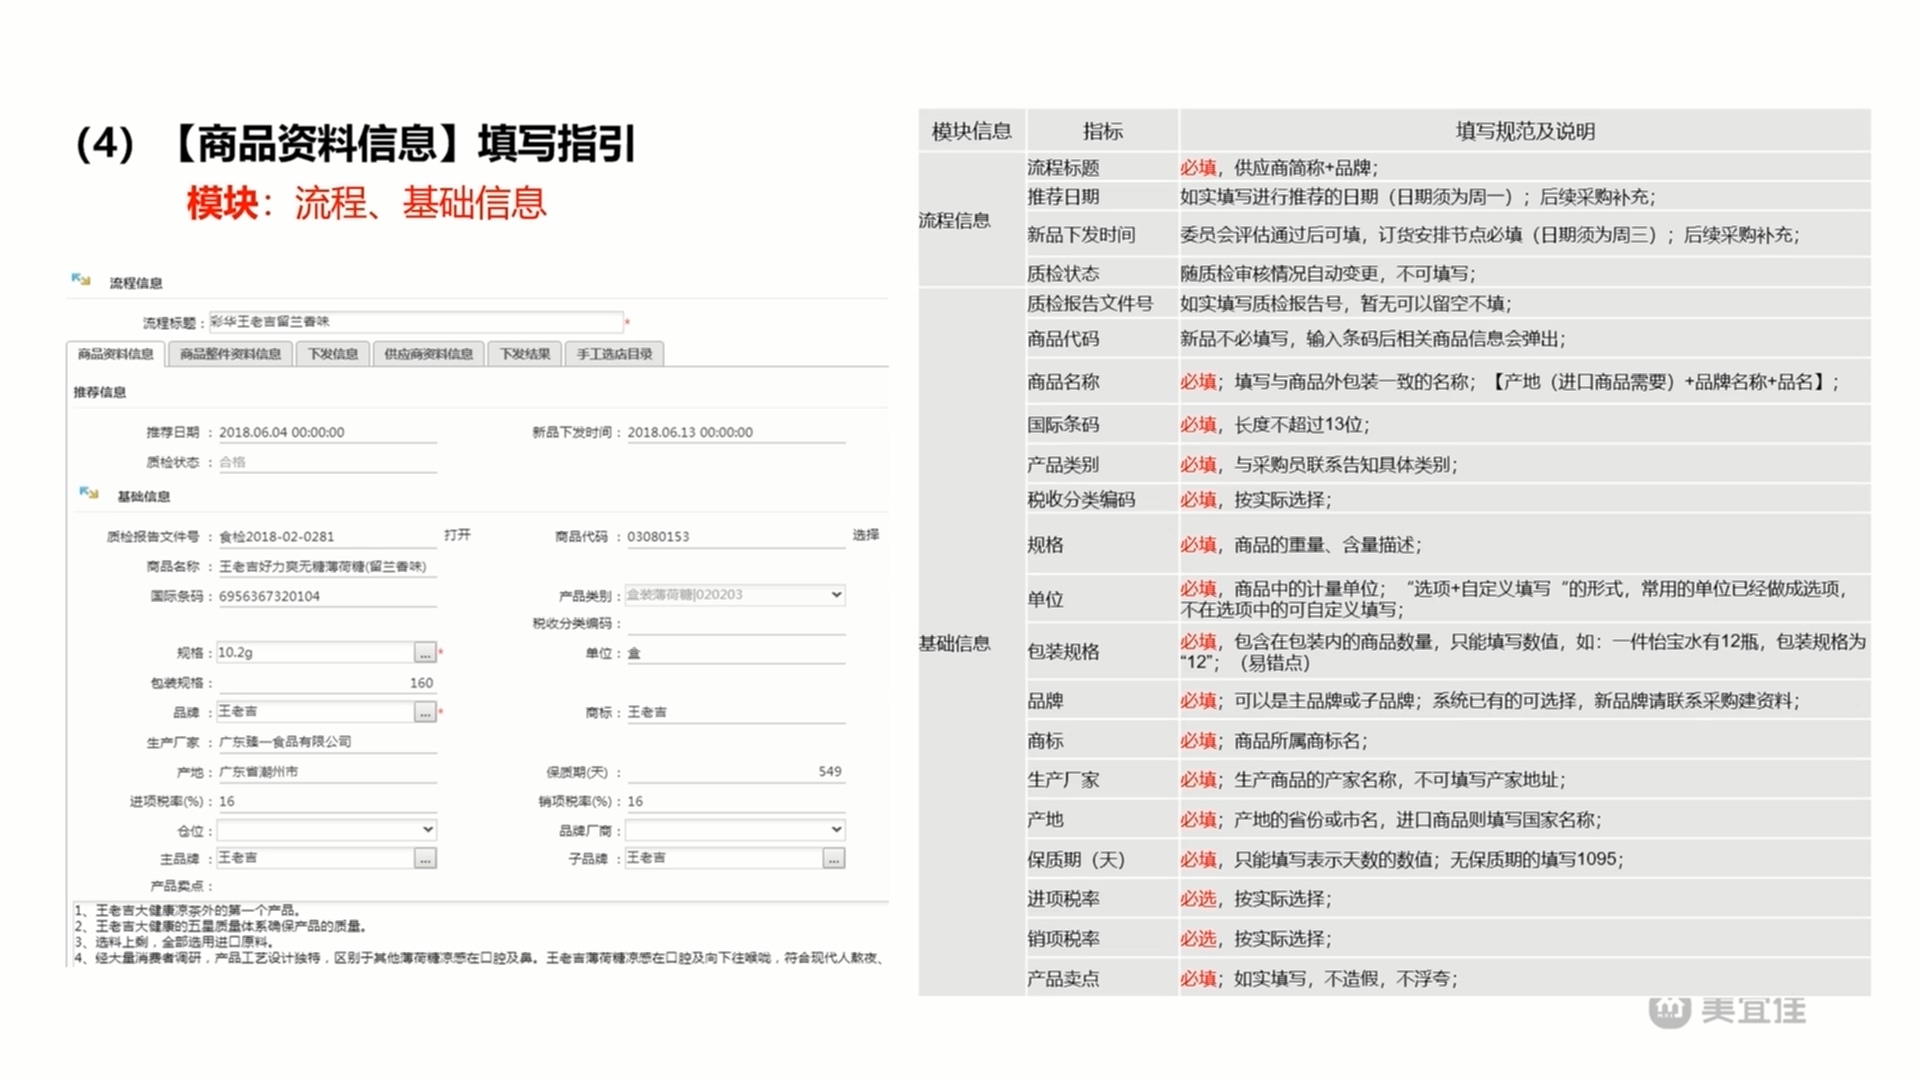 (4) 【商品资料信息】填写指引
模块：流程、基础信息
流程信息
流程标题：彩华王老吉留兰香味 *
商品资料信息 商品整件资料信息 下发信息 供应商资料信息 下发结果 手工选店目录
推荐信息
推荐日期：2018.06.04 00:00:00 新品下发时间：2018.06.13 00:00:00
质检状态：合格
基础信息
质检报告文件号：食检2018-02-0281 打开 商品代码：03080153 选择
商品名称：王老吉好力爽无糖薄荷糖(留兰香味)
国际条码：6956367320104 产品类别：盒装薄荷糖|020203
税收分类编码：
规格：10.2g ... * 单位：盒
包装规格：160
品牌：王老吉 ... * 商标：王老吉
生产厂家：广东臻一食品有限公司
产地：广东省潮州市 保质期(天)：549
进项税率(%)：16 销项税率(%)：16
仓位： 品牌厂商：
主品牌：王老吉 ... 子品牌：王老吉 ...
产品卖点：
1、王老吉大健康凉茶外的第一个产品。
2、王老吉大健康的五星质量体系确保产品的质量。
3、选料上剩，全部选用进口原料。
4、经大量消费者调研，产品工艺设计独特，区别于其他薄荷糖凉感在口腔及鼻。王老吉薄荷糖凉感在口腔及向下往喉咙，符合现代人熬夜、
模块信息 指标 填写规范及说明
流程信息
流程标题 必填，供应商简称+品牌；
推荐日期 如实填写进行推荐的日期（日期须为周一）；后续采购补充；
新品下发时间 委员会评估通过后可填，订货安排节点必填（日期须为周三）；后续采购补充；
质检状态 随质检审核情况自动变更，不可填写；
基础信息
质检报告文件号 如实填写质检报告号，暂无可以留空不填；
商品代码 新品不必填写，输入条码后相关商品信息会弹出；
商品名称 必填；填写与商品外包装一致的名称；【产地（进口商品需要）+品牌名称+品名】；
国际条码 必填，长度不超过13位；
产品类别 必填，与采购员联系告知具体类别；
税收分类编码 必填，按实际选择；
规格 必填，商品的重量、含量描述；
单位 必填，商品中的计量单位；“选项+自定义填写“的形式，常用的单位已经做成选项，
不在选项中的可自定义填写；
包装规格 必填，包含在包装内的商品数量，只能填写数值，如：一件怡宝水有12瓶，包装规格为
“12”；（易错点）
品牌 必填；可以是主品牌或子品牌；系统已有的可选择，新品牌请联系采购建资料；
商标 必填；商品所属商标名；
生产厂家 必填；生产商品的产家名称，不可填写产家地址；
产地 必填；产地的省份或市名，进口商品则填写国家名称；
保质期（天） 必填，只能填写表示天数的数值；无保质期的填写1095；
进项税率 必选，按实际选择；
销项税率 必选，按实际选择；
产品卖点 必填；如实填写，不造假，不浮夸；
美宜佳